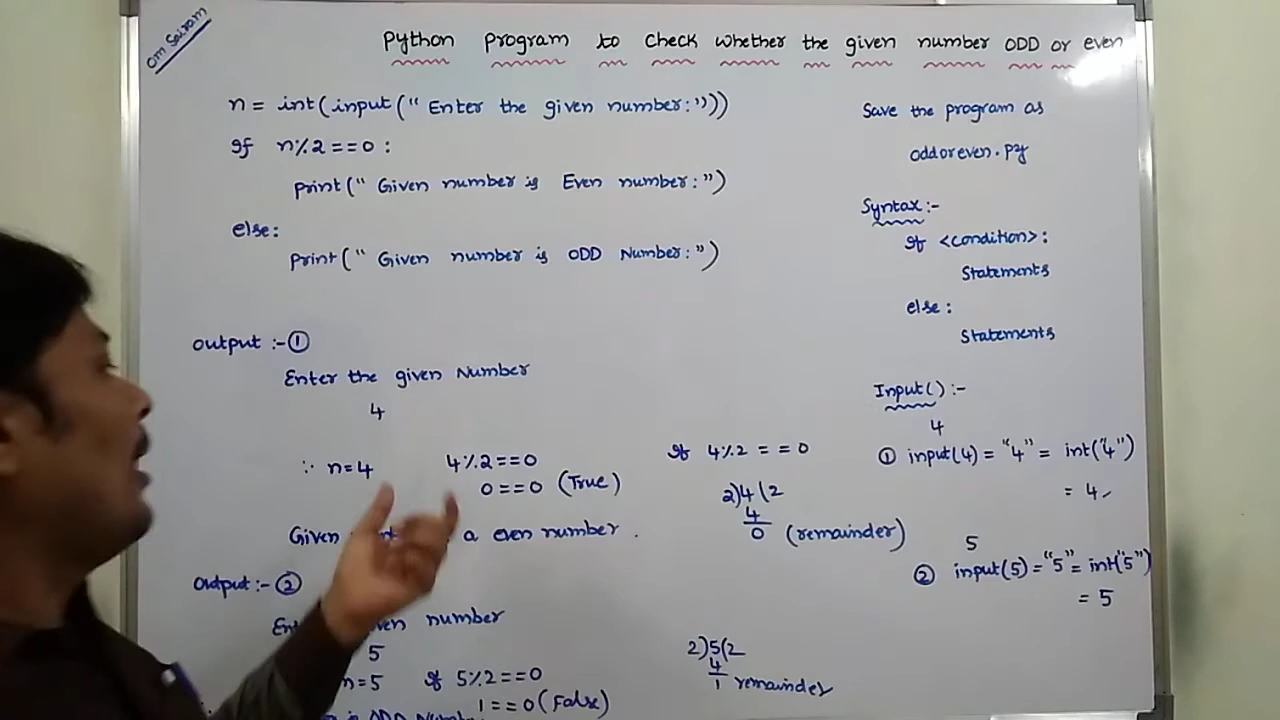 Om Sairam
Python program to check whether the given number ODD or even
n = int(input("Enter the given number:"))
If n%2==0:
print("Given number is Even number:")
else:
print("Given number is ODD Number:")
Save the program as
oddoreven.py
Syntax:-
If <condition>:
Statements
else:
Statements
Output :- ①
Enter the given Number
4
∵ n=4 4%2==0
0==0 (True)
Given a even number.
If 4%2 == 0
2)4(2
4
0 (remainder)
Input():-
4
① input(4) = "4" = int("4")
= 4
5
② input(5) = "5" = int("5")
= 5
Output:- ②
number
5
n=5 If 5%2==0
1==0 (False)
ODD Number
2)5(2
4
1 remainder